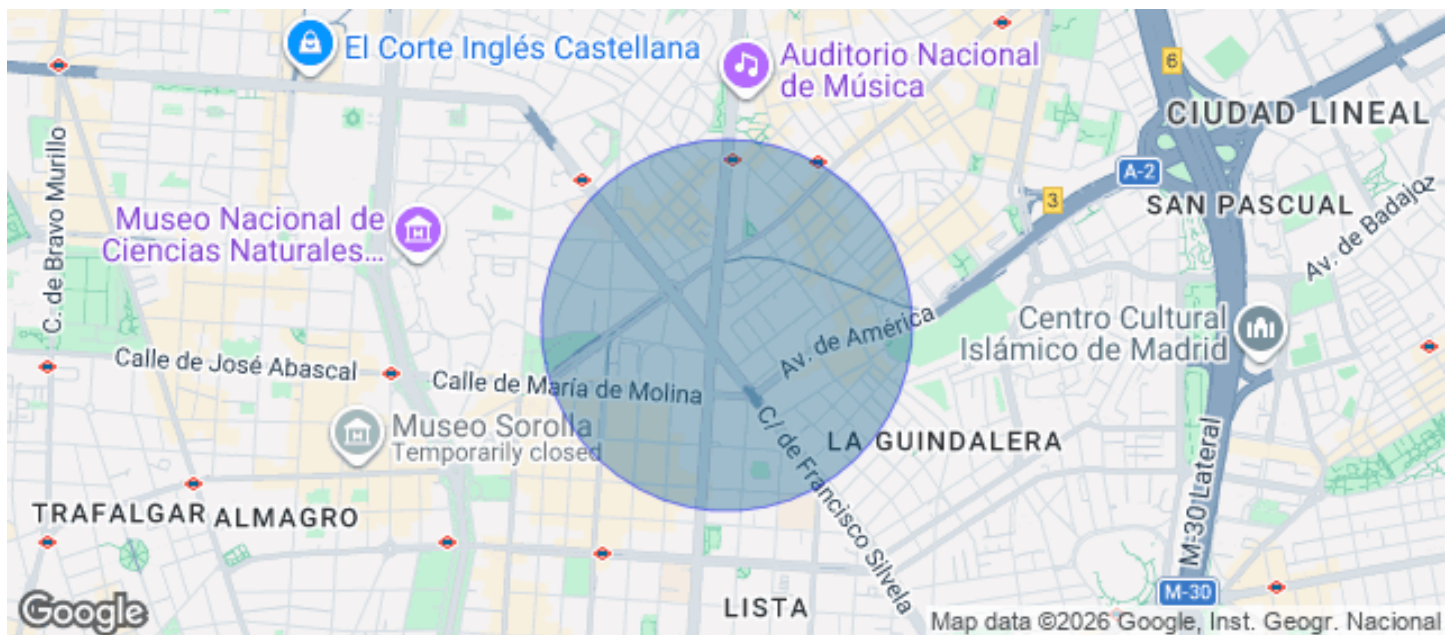 El Corte Inglés Castellana
Auditorio Nacional
de Música
6
CIUDAD LINEAL
A-2
3
SAN PASCUAL
Av. de Badajoz
C. de Bravo Murillo
Museo Nacional de
Ciencias Naturales...
Centro Cultural
Islámico de Madrid
Av. de América
Calle de José Abascal
Calle de María de Molina
Museo Sorolla
Temporarily closed
C/ de Francisco Silvela
LA GUINDALERA
M-30 Lateral
TRAFALGAR
ALMAGRO
M-30
LISTA
Google
Map data ©2026 Google, Inst. Geogr. Nacional